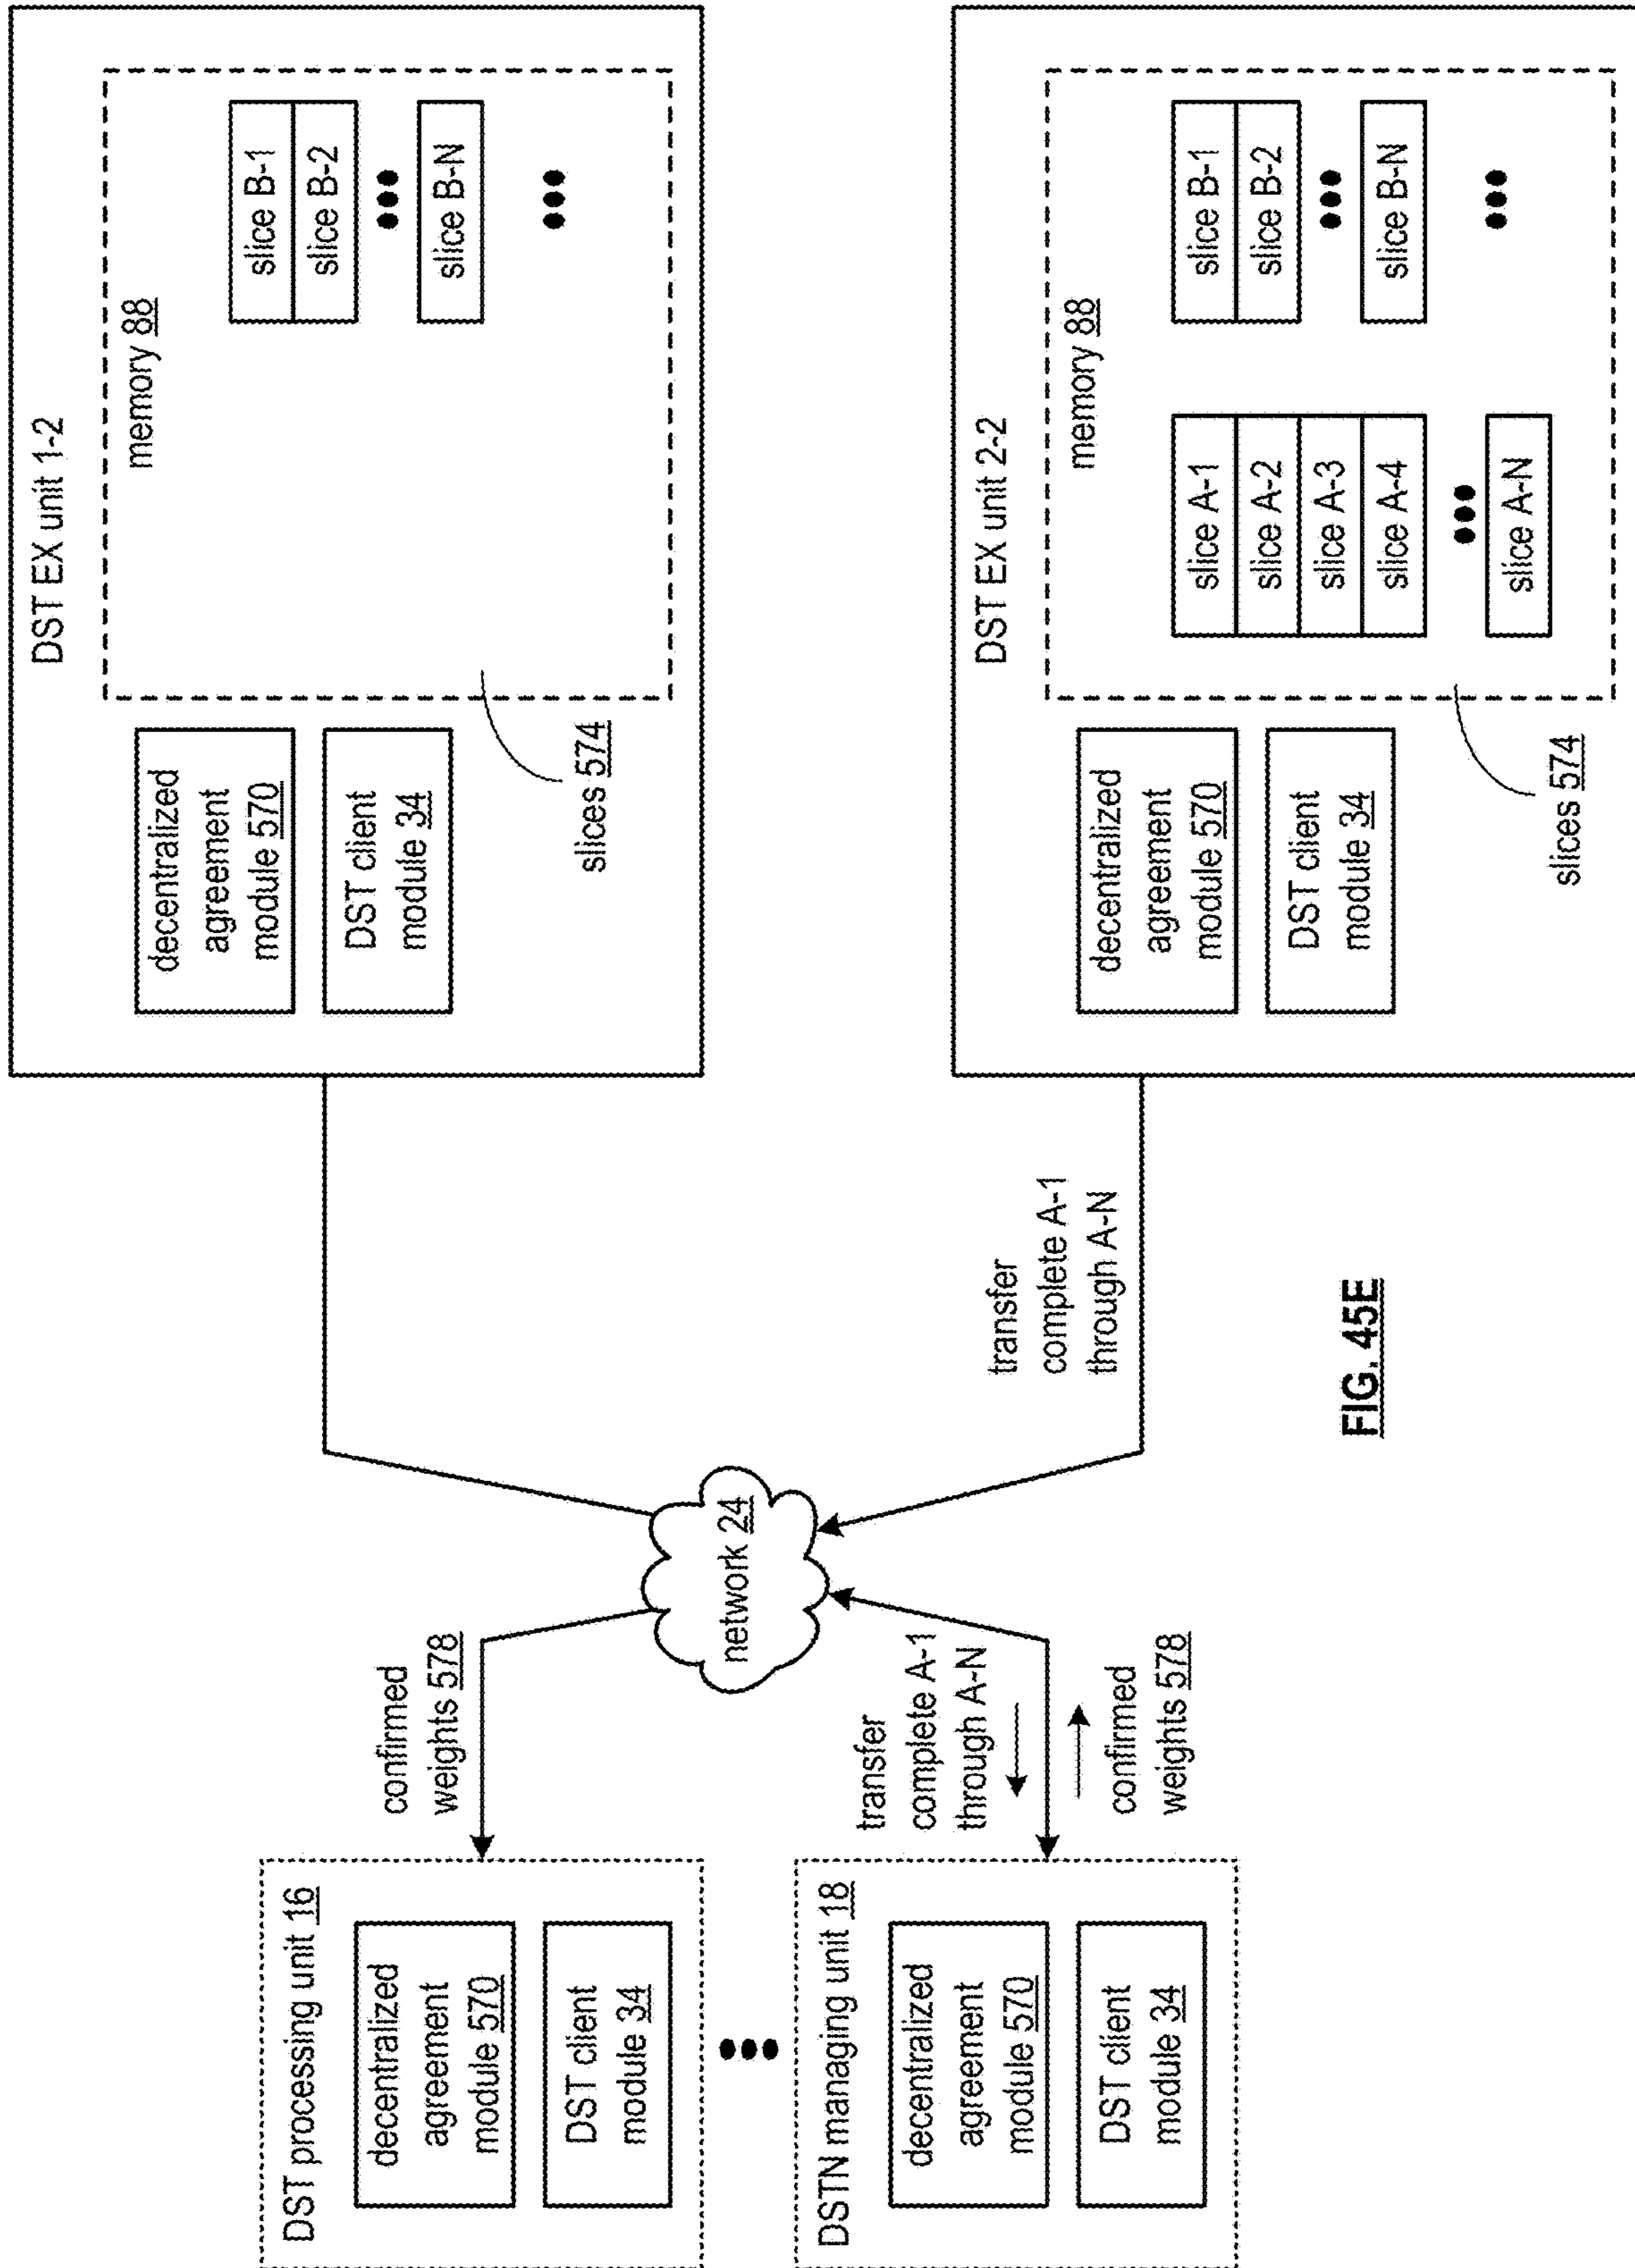 DST processing unit 16
decentralized
agreement
module 570
DST client
module 34
DSTN managing unit 18
decentralized
agreement
module 570
DST client
module 34
confirmed
weights 578
transfer
complete A-1
through A-N
confirmed
weights 578
network 24
transfer
complete A-1
through A-N
DST EX unit 1-2
decentralized
agreement
module 570
DST client
module 34
slices 574
memory 88
slice B-1
slice B-2
slice B-N
DST EX unit 2-2
decentralized
agreement
module 570
DST client
module 34
slices 574
memory 88
slice A-1
slice A-2
slice A-3
slice A-4
slice A-N
slice B-1
slice B-2
slice B-N
FIG. 45E